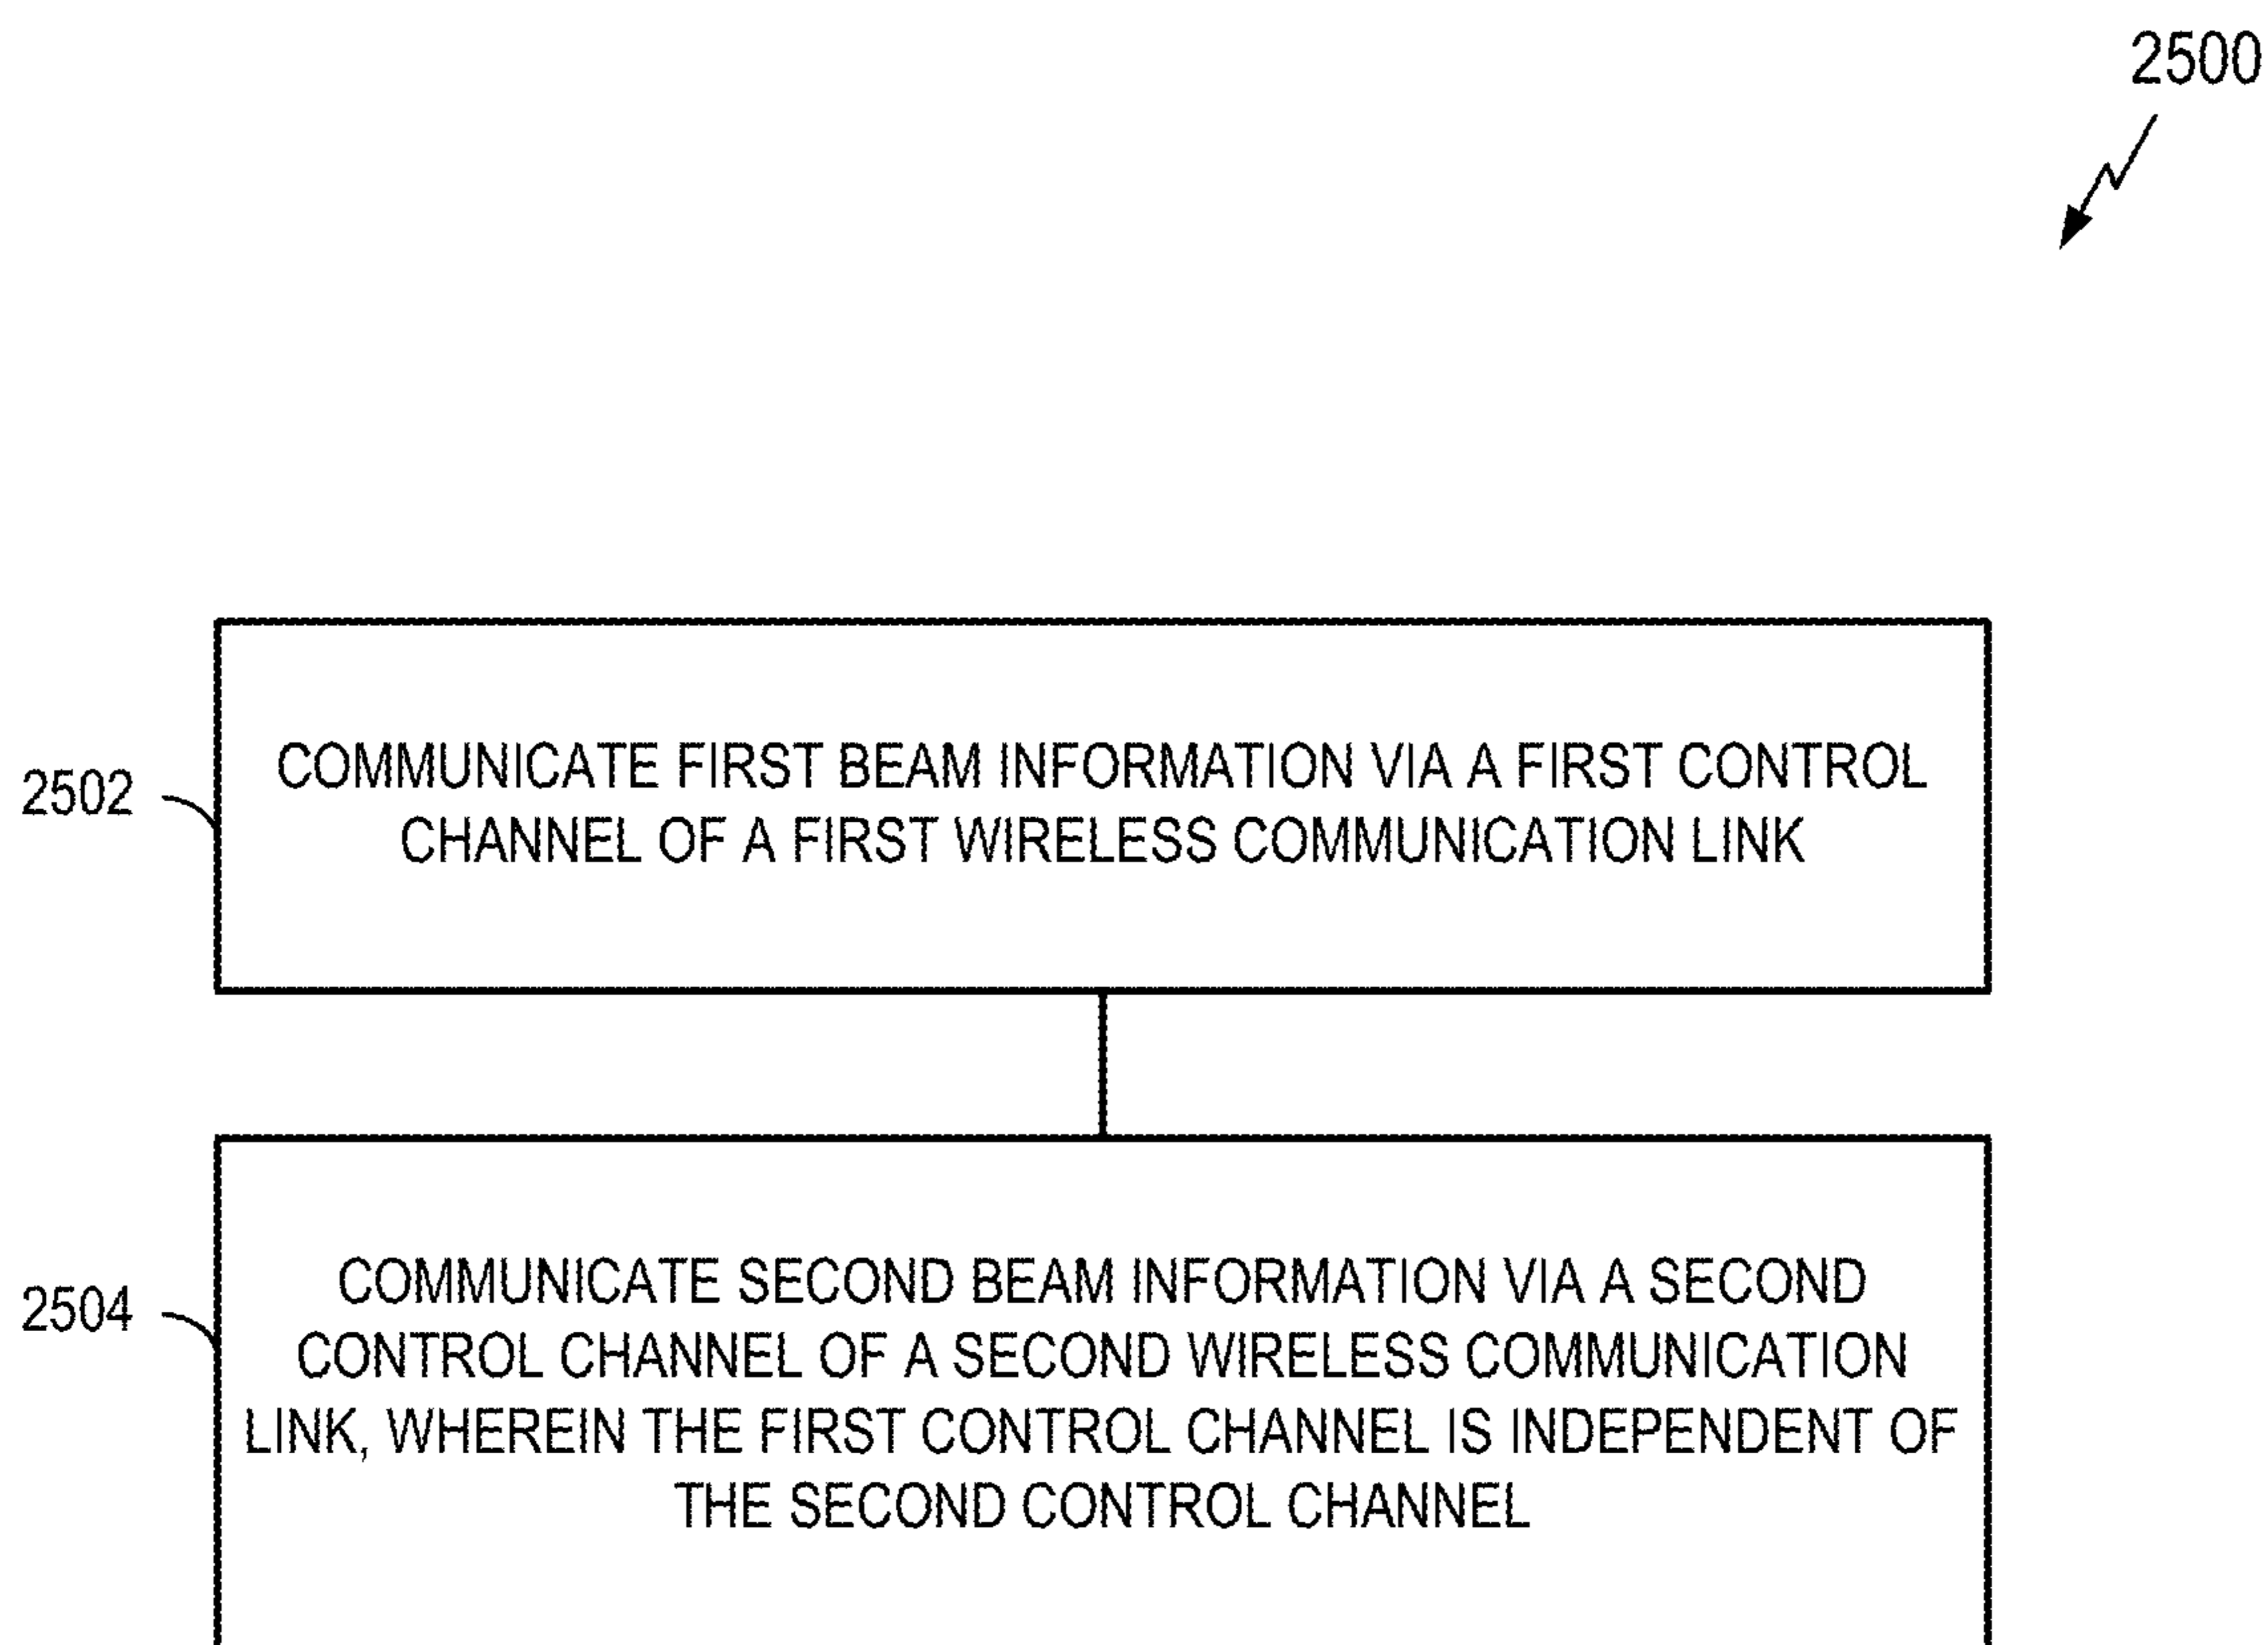 2500
2502
COMMUNICATE FIRST BEAM INFORMATION VIA A FIRST CONTROL
CHANNEL OF A FIRST WIRELESS COMMUNICATION LINK
2504
COMMUNICATE SECOND BEAM INFORMATION VIA A SECOND
CONTROL CHANNEL OF A SECOND WIRELESS COMMUNICATION
LINK, WHEREIN THE FIRST CONTROL CHANNEL IS INDEPENDENT OF
THE SECOND CONTROL CHANNEL